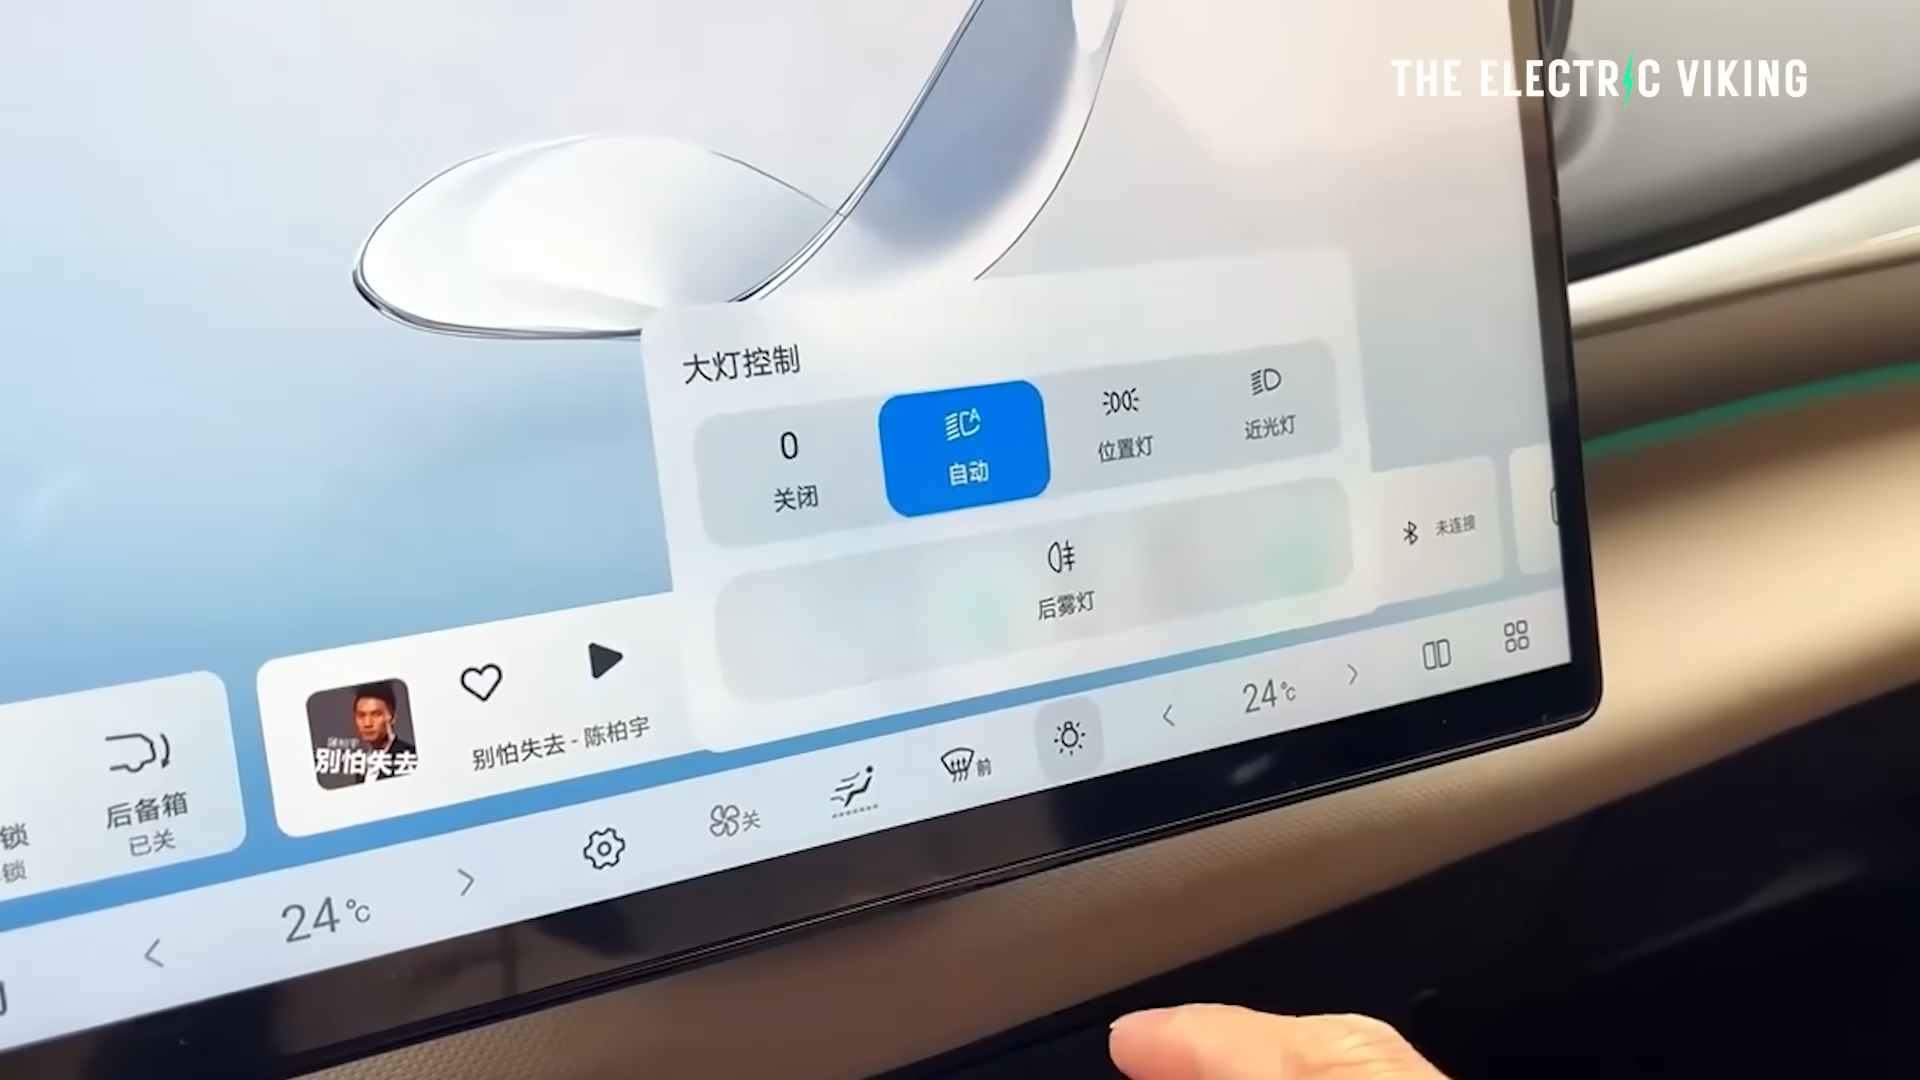 THE ELECTRIC VIKING
大灯控制
0
关闭
自动
位置灯
近光灯
后雾灯
未连接
别怕失去
别怕失去 - 陈柏宇
后备箱
已关
锁
锁
24℃
关
前
24℃